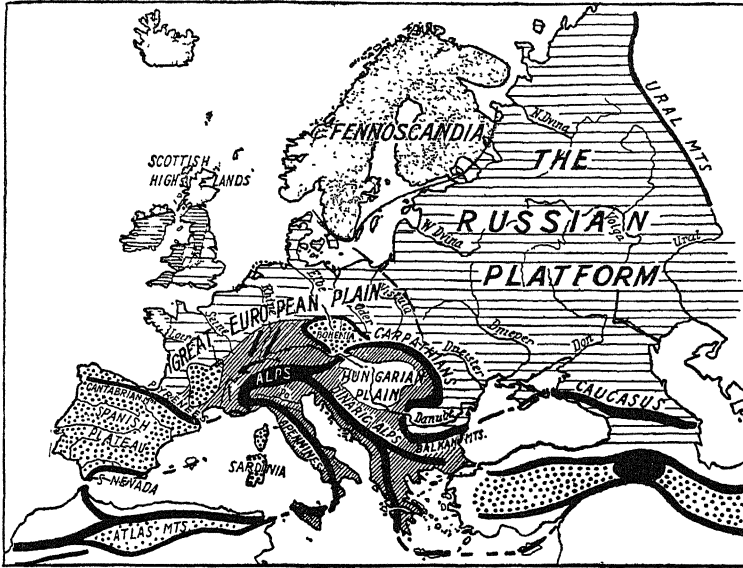 URAL MTS
FENNOSCANDIA
N. Dvina
THE
SCOTTISH
HIGHLANDS
RUSSIAN
W. Dvina
Volga
Ural
PLATFORM
Elbe
Rhine
GREAT EUROPEAN PLAIN
Oder
Vistula
Seine
Loire
BOHEMIA
CARPATHIANS
Dnieper
Dniester
Don
ALPS
HUNGARIAN
PLAIN
CAUCASUS
CANTABRIANS
Danube
DINARIC ALPS
Po
SPANISH
PLATEAU
BALKAN MTS.
APENNINES
SARDINIA
S. NEVADA
ATLAS MTS.